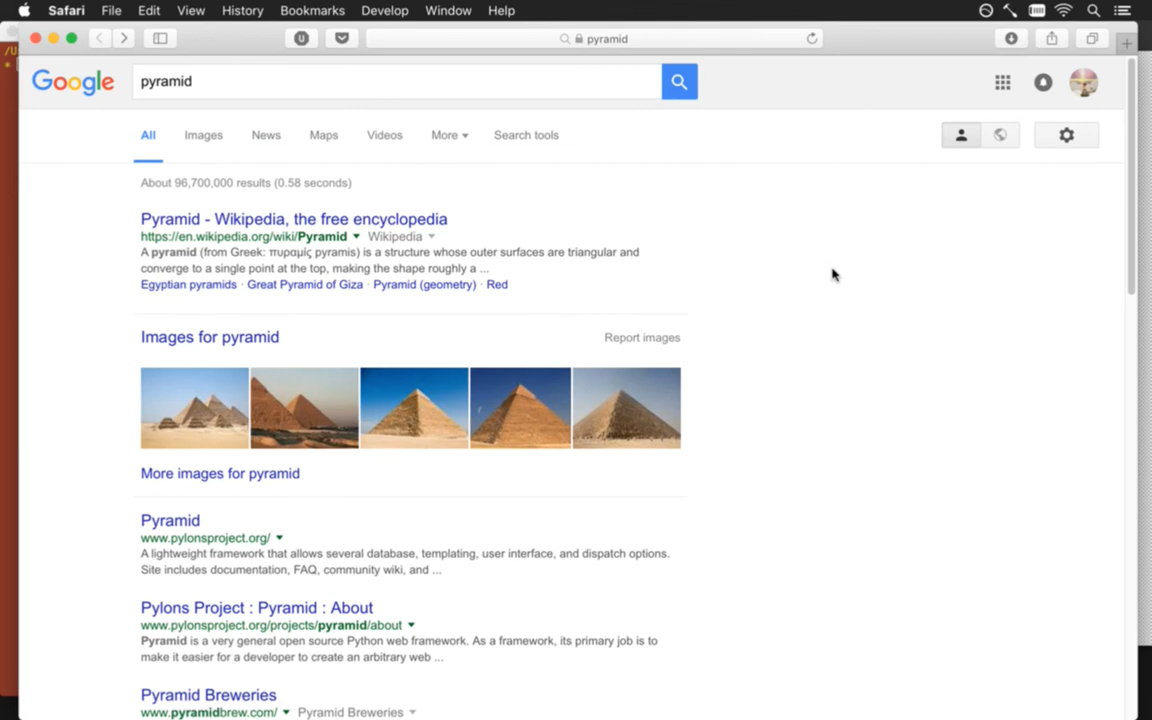 Safari File Edit View History Bookmarks Develop Window Help
pyramid
Google pyramid
All Images News Maps Videos More Search tools
About 96,700,000 results (0.58 seconds)
Pyramid - Wikipedia, the free encyclopedia
https://en.wikipedia.org/wiki/Pyramid Wikipedia
A pyramid (from Greek: πυραμίς pyramis) is a structure whose outer surfaces are triangular and
converge to a single point at the top, making the shape roughly a ...
Egyptian pyramids · Great Pyramid of Giza · Pyramid (geometry) · Red
Images for pyramid Report images
More images for pyramid
Pyramid
www.pylonsproject.org/
A lightweight framework that allows several database, templating, user interface, and dispatch options.
Site includes documentation, FAQ, community wiki, and ...
Pylons Project : Pyramid : About
www.pylonsproject.org/projects/pyramid/about
Pyramid is a very general open source Python web framework. As a framework, its primary job is to
make it easier for a developer to create an arbitrary web ...
Pyramid Breweries
www.pyramidbrew.com/ Pyramid Breweries